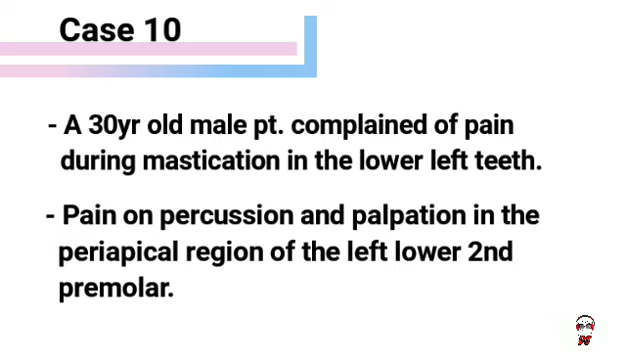 Case 10
- A 30yr old male pt. complained of pain
during mastication in the lower left teeth.
- Pain on percussion and palpation in the
periapical region of the left lower 2nd
premolar.